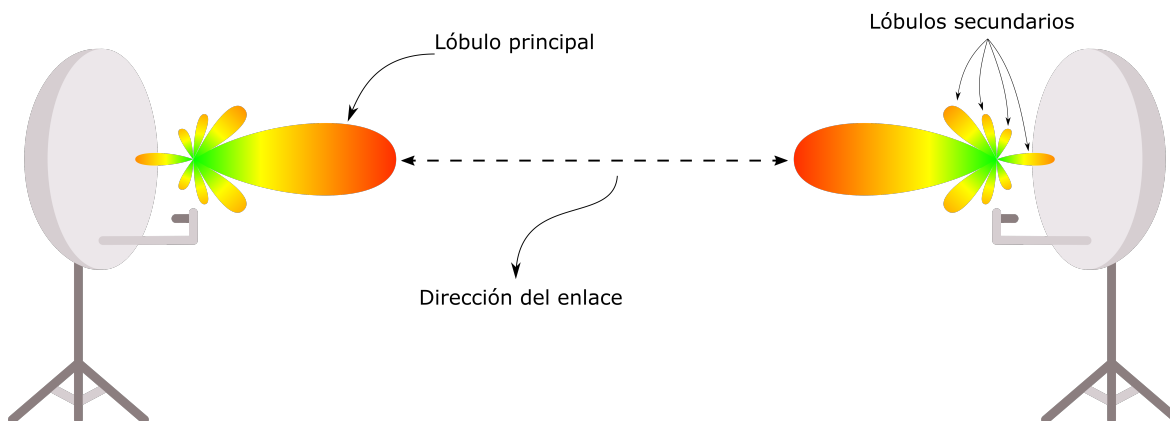 Lóbulo principal
Lóbulos secundarios
Dirección del enlace